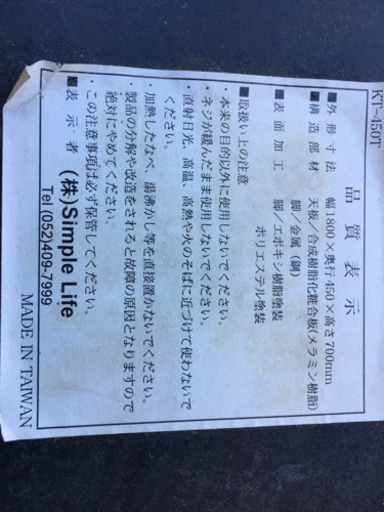 KT-450T
品質表示
■外形寸法 幅1800×奥行450×高さ700mm
■構造部材 天板/合成樹脂化粧合板(メラミン樹脂)
脚/金属(鋼)
■表面加工 脚/エポキシ樹脂塗装
ポリエステル塗装
■取扱い上の注意
・本来の目的以外に使用しないでください。
・ネジが緩んだまま使用しないでください。
・直射日光、高温、高熱や火のそばに近づけて使わないで
ください。
・加熱したなべ、湯沸かし等を直接置かないでください。
・製品の分解や改造をされると故障の原因となりますので
絶対にやめてください。
・この注意事項は必ず保管してください。
■表示者 (株)Simple Life
Tel (052)409-7999
MADE IN TAIWAN